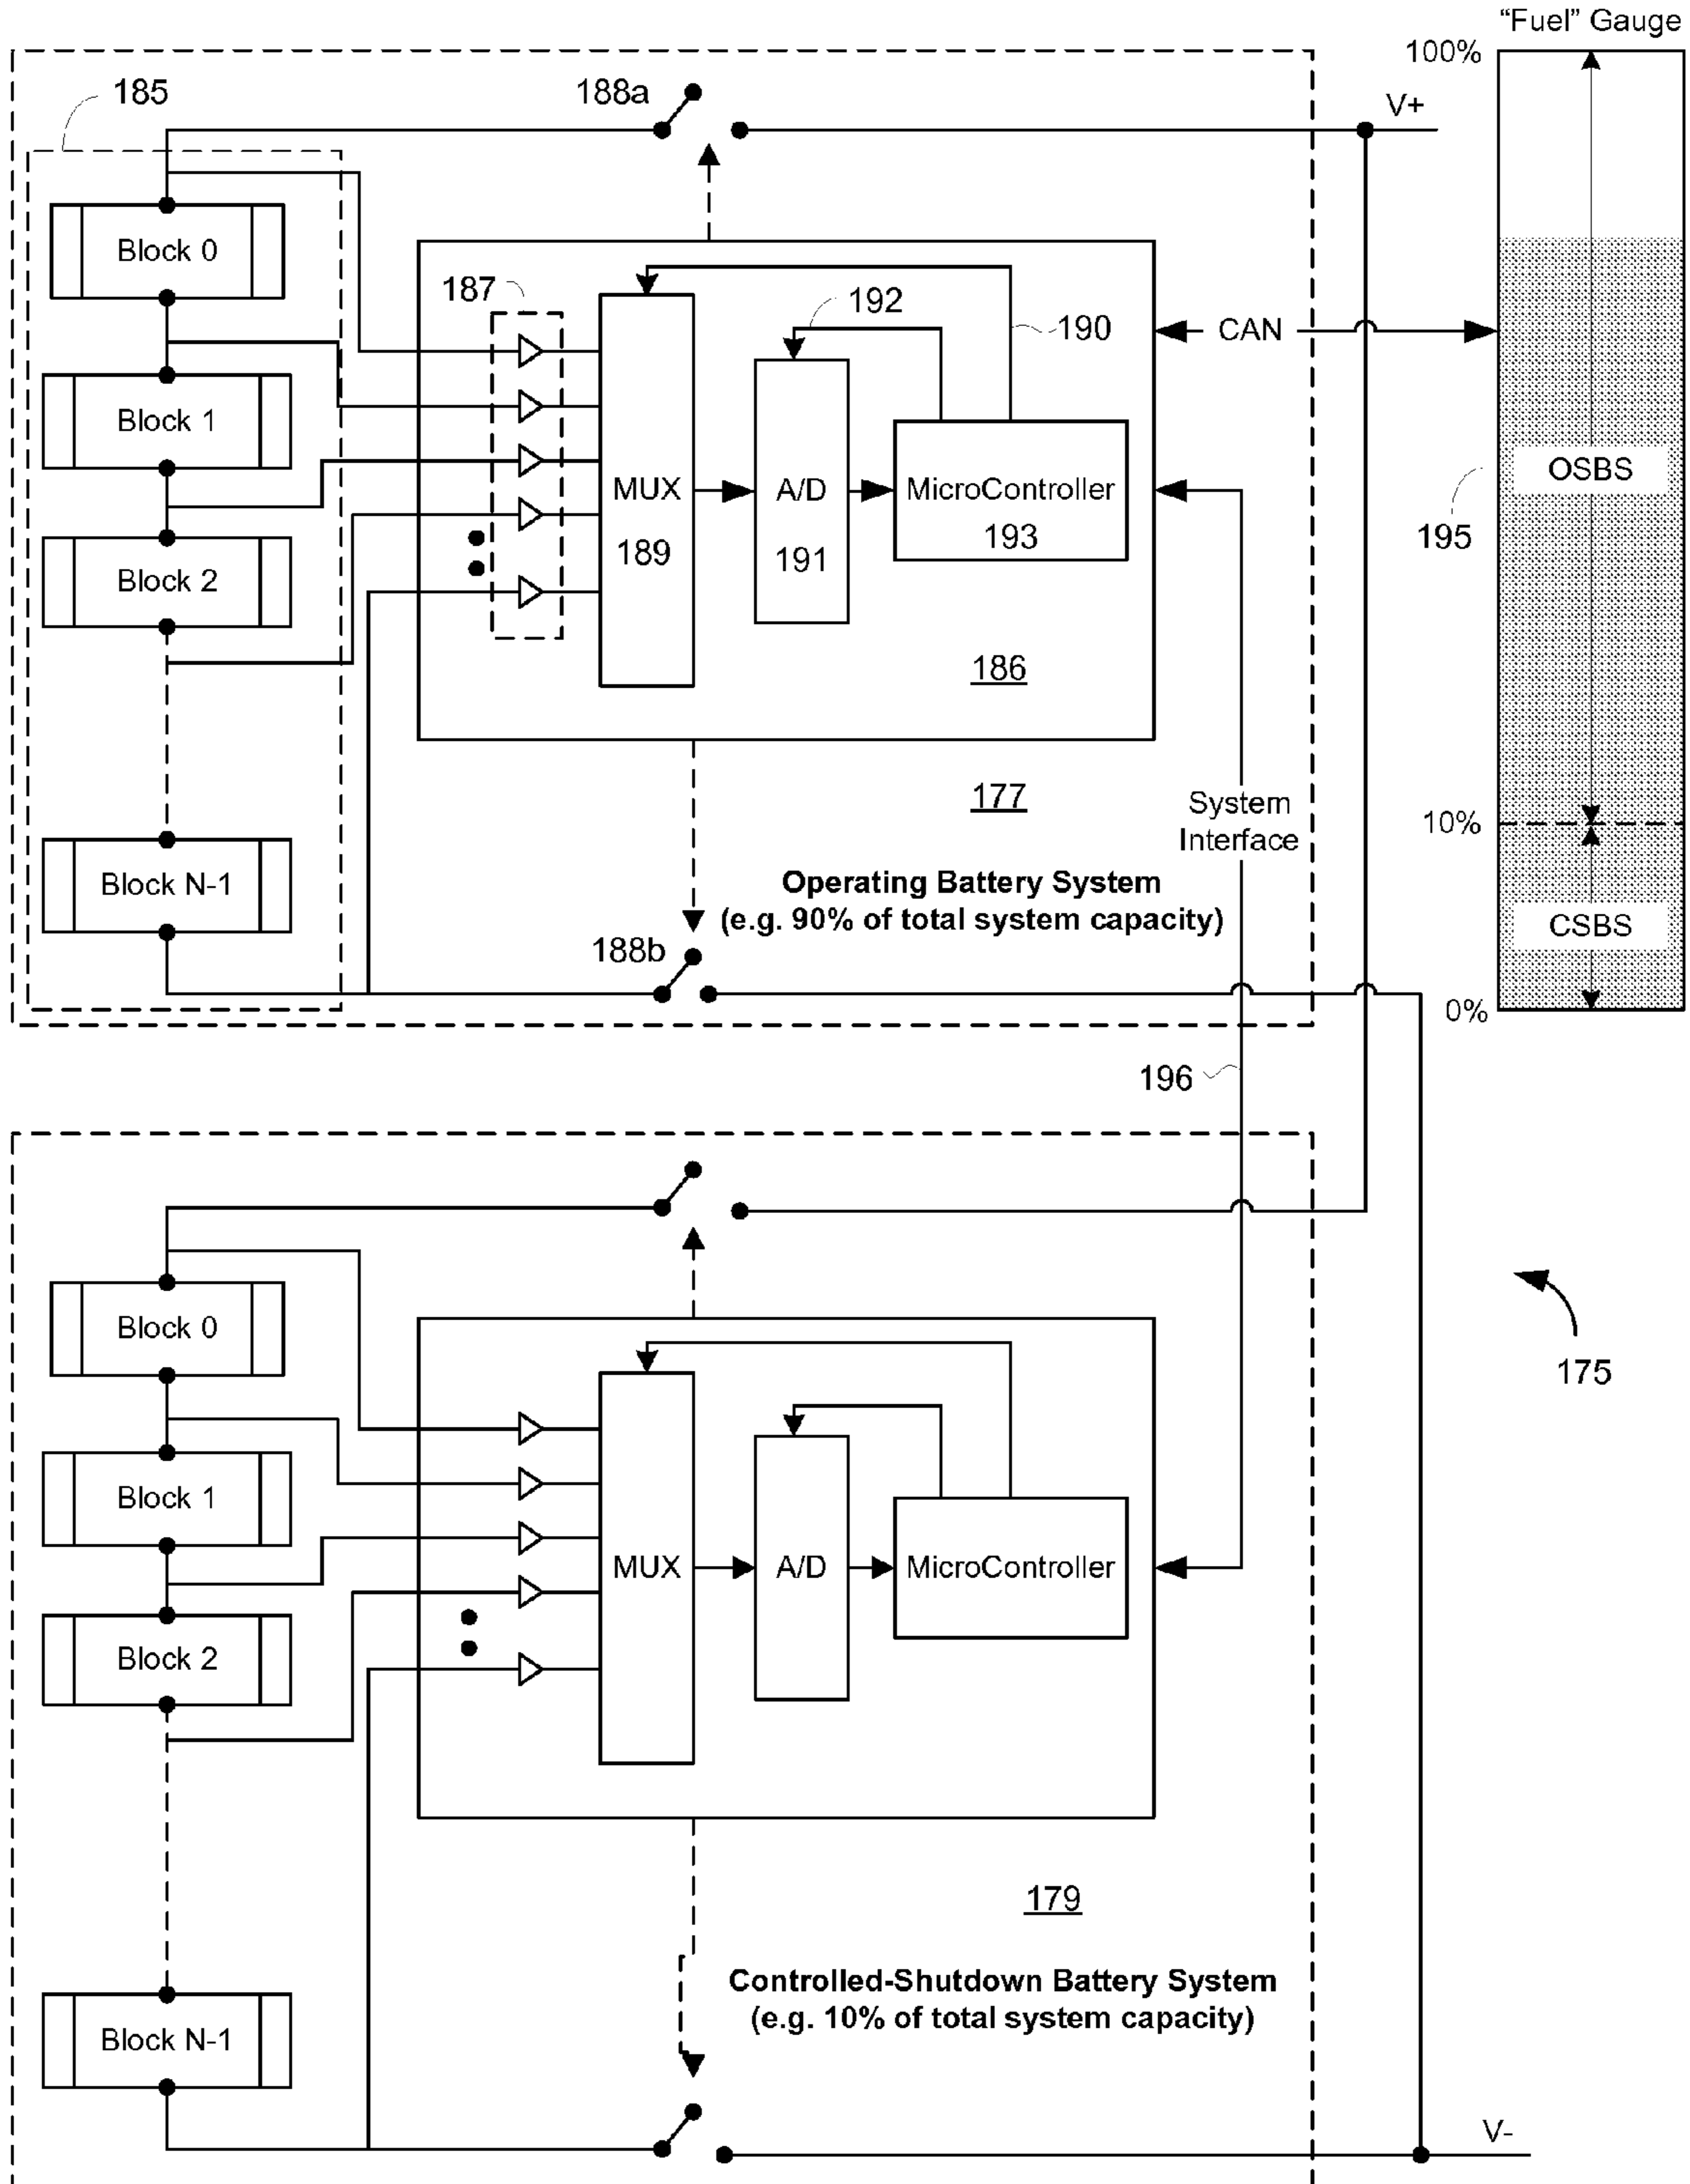 “Fuel” Gauge
100%
V+
185
188a
Block 0
187
192
190
CAN
Block 1
OSBS
MUX
189
A/D
191
MicroController
193
195
Block 2
186
177
System
Interface
10%
Block N-1
Operating Battery System
(e.g. 90% of total system capacity)
CSBS
188b
0%
196
Block 0
175
Block 1
MUX
A/D
MicroController
Block 2
179
Controlled-Shutdown Battery System
(e.g. 10% of total system capacity)
Block N-1
V-